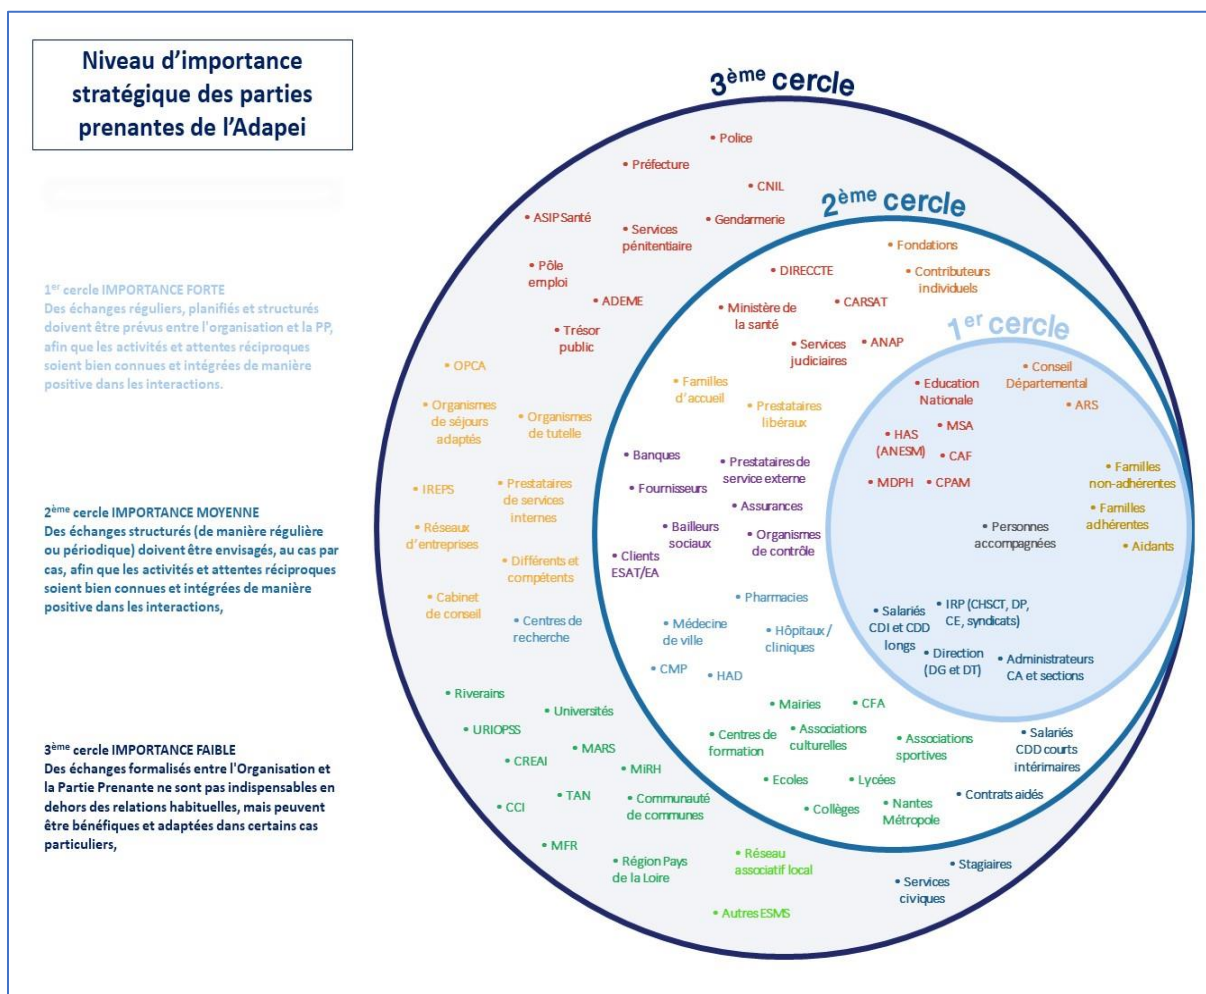 Niveau d’importance
stratégique des parties
prenantes de l’Adapei
1er cercle IMPORTANCE FORTE
Des échanges réguliers, planifiés et structurés
doivent être prévus entre l'organisation et la PP,
afin que les activités et attentes réciproques
soient bien connues et intégrées de manière
positive dans les interactions.
2ème cercle IMPORTANCE MOYENNE
Des échanges structurés (de manière régulière
ou périodique) doivent être envisagés, au cas par
cas, afin que les activités et attentes réciproques
soient bien connues et intégrées de manière
positive dans les interactions,
3ème cercle IMPORTANCE FAIBLE
Des échanges formalisés entre l'Organisation et
la Partie Prenante ne sont pas indispensables en
dehors des relations habituelles, mais peuvent
être bénéfiques et adaptées dans certains cas
particuliers,
3ème cercle
• Police
• Préfecture
• CNIL
• ASIP Santé
• Services
pénitentiaire
• Gendarmerie
• Pôle
emploi
• ADEME
• Trésor
public
• OPCA
• Organismes
de séjours
adaptés
• Organismes
de tutelle
• IREPS
• Prestataires
de services
internes
• Réseaux
d’entreprises
• Différents et
compétents
• Cabinet
de conseil
• Centres de
recherche
• Riverains
• Universités
• URIOPSS
• MARS
• CREAI
• MiRH
• TAN
• CCI
• Communauté
de communes
• MFR
• Région Pays
de la Loire
• Réseau
associatif local
• Autres ESMS
• Stagiaires
• Services
civiques
2ème cercle
• Fondations
• DIRECCTE
• Contributeurs
individuels
• Ministère de
la santé
• CARSAT
• Services
judiciaires
• ANAP
• Familles
d’accueil
• Prestataires
libéraux
• Banques
• Prestataires de
service externe
• Fournisseurs
• Assurances
• Bailleurs
sociaux
• Organismes
de contrôle
• Clients
ESAT/EA
• Pharmacies
• Médecine
de ville
• Hôpitaux /
cliniques
• CMP
• HAD
• Mairies
• CFA
• Centres de
formation
• Associations
culturelles
• Associations
sportives
• Ecoles
• Lycées
• Collèges
• Nantes
Métropole
• Salariés
CDD courts
intérimaires
• Contrats aidés
1er cercle
• Conseil
Départemental
• Education
Nationale
• ARS
• MSA
• HAS
(ANESM)
• CAF
• MDPH
• CPAM
• Familles
non-adhérentes
• Familles
adhérentes
• Personnes
accompagnées
• Aidants
• Salariés
CDI et CDD
longs
• IRP (CHSCT, DP,
CE, syndicats)
• Direction
(DG et DT)
• Administrateurs
CA et sections